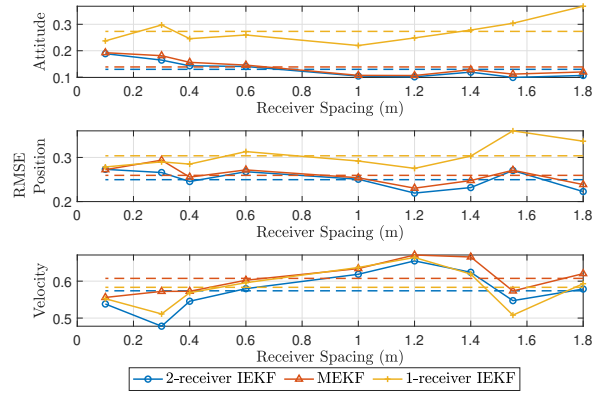 0.3
0.2
0.1
Attitude
0 0.2 0.4 0.6 0.8 1 1.2 1.4 1.6 1.8
Receiver Spacing (m)
0.3
0.2
RMSE
Position
0 0.2 0.4 0.6 0.8 1 1.2 1.4 1.6 1.8
Receiver Spacing (m)
0.6
0.5
Velocity
0 0.2 0.4 0.6 0.8 1 1.2 1.4 1.6 1.8
Receiver Spacing (m)
2-receiver IEKF MEKF 1-receiver IEKF